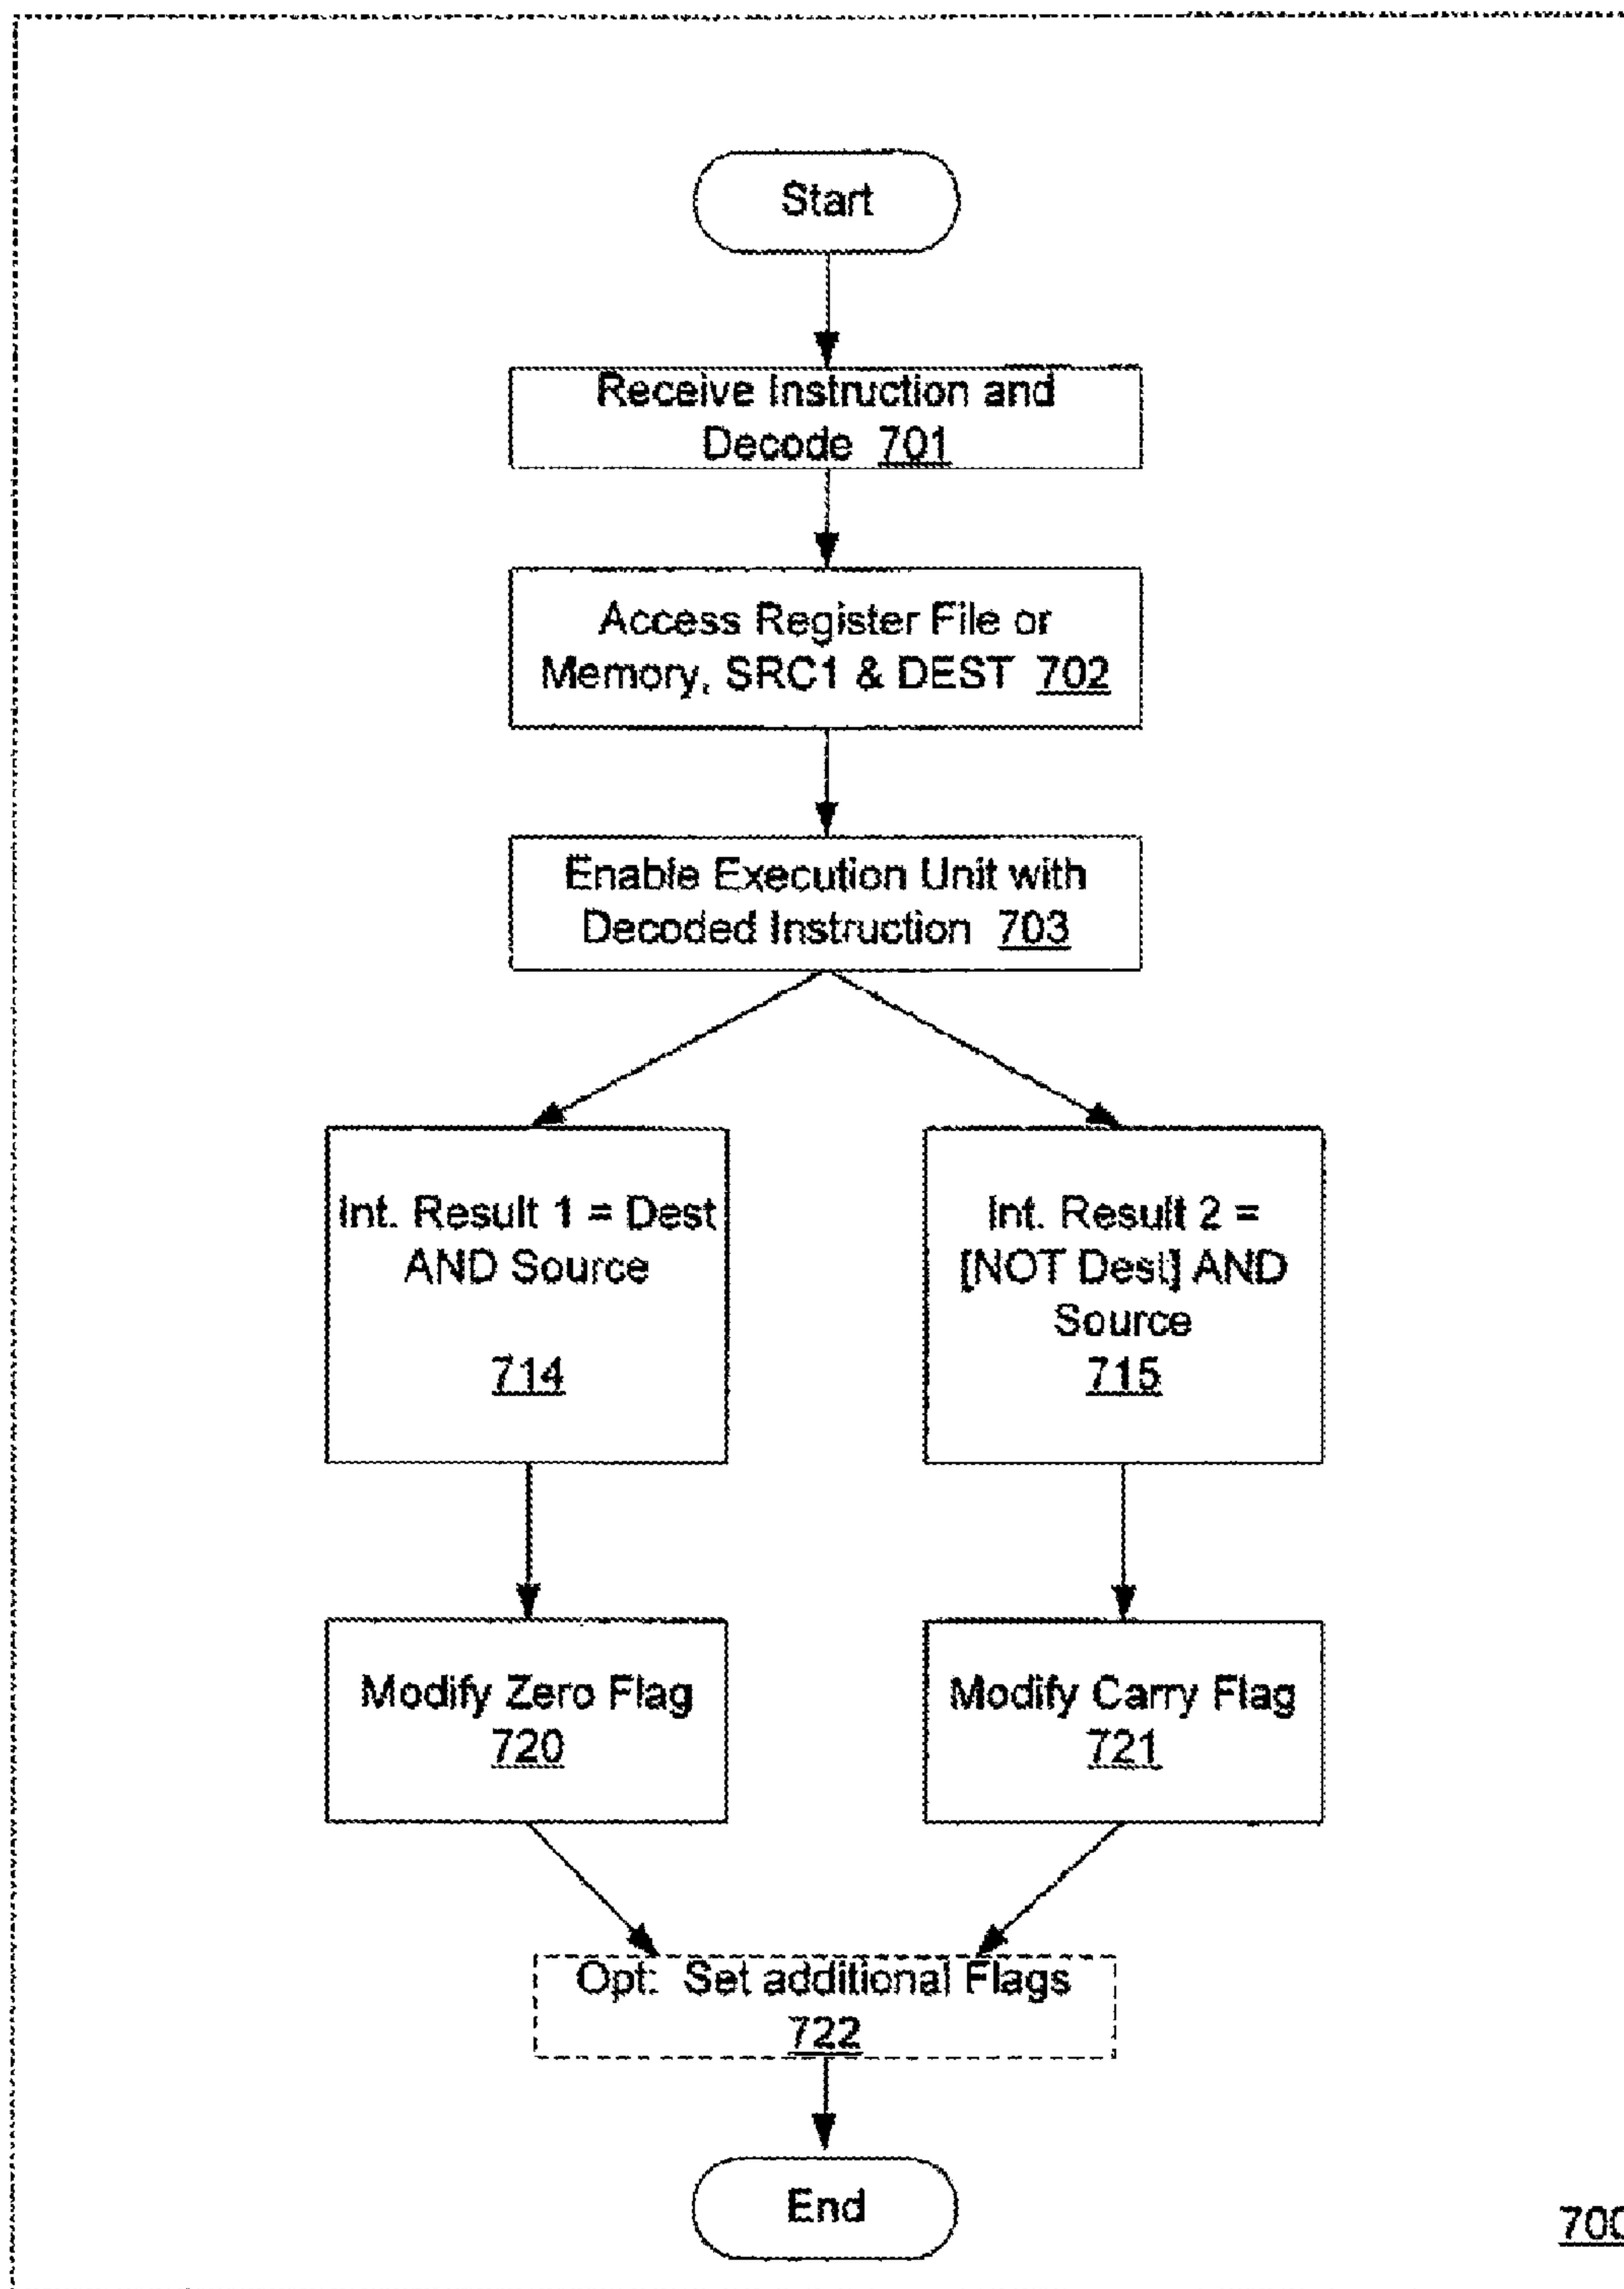 Start
Receive Instruction and
Decode 701
Access Register File or
Memory, SRC1 & DEST 702
Enable Execution Unit with
Decoded Instruction 703
Int. Result 1 = Dest
AND Source
714
Int. Result 2 =
[NOT Dest] AND
Source
715
Modify Zero Flag
720
Modify Carry Flag
721
Opt: Set additional Flags
722
End
700